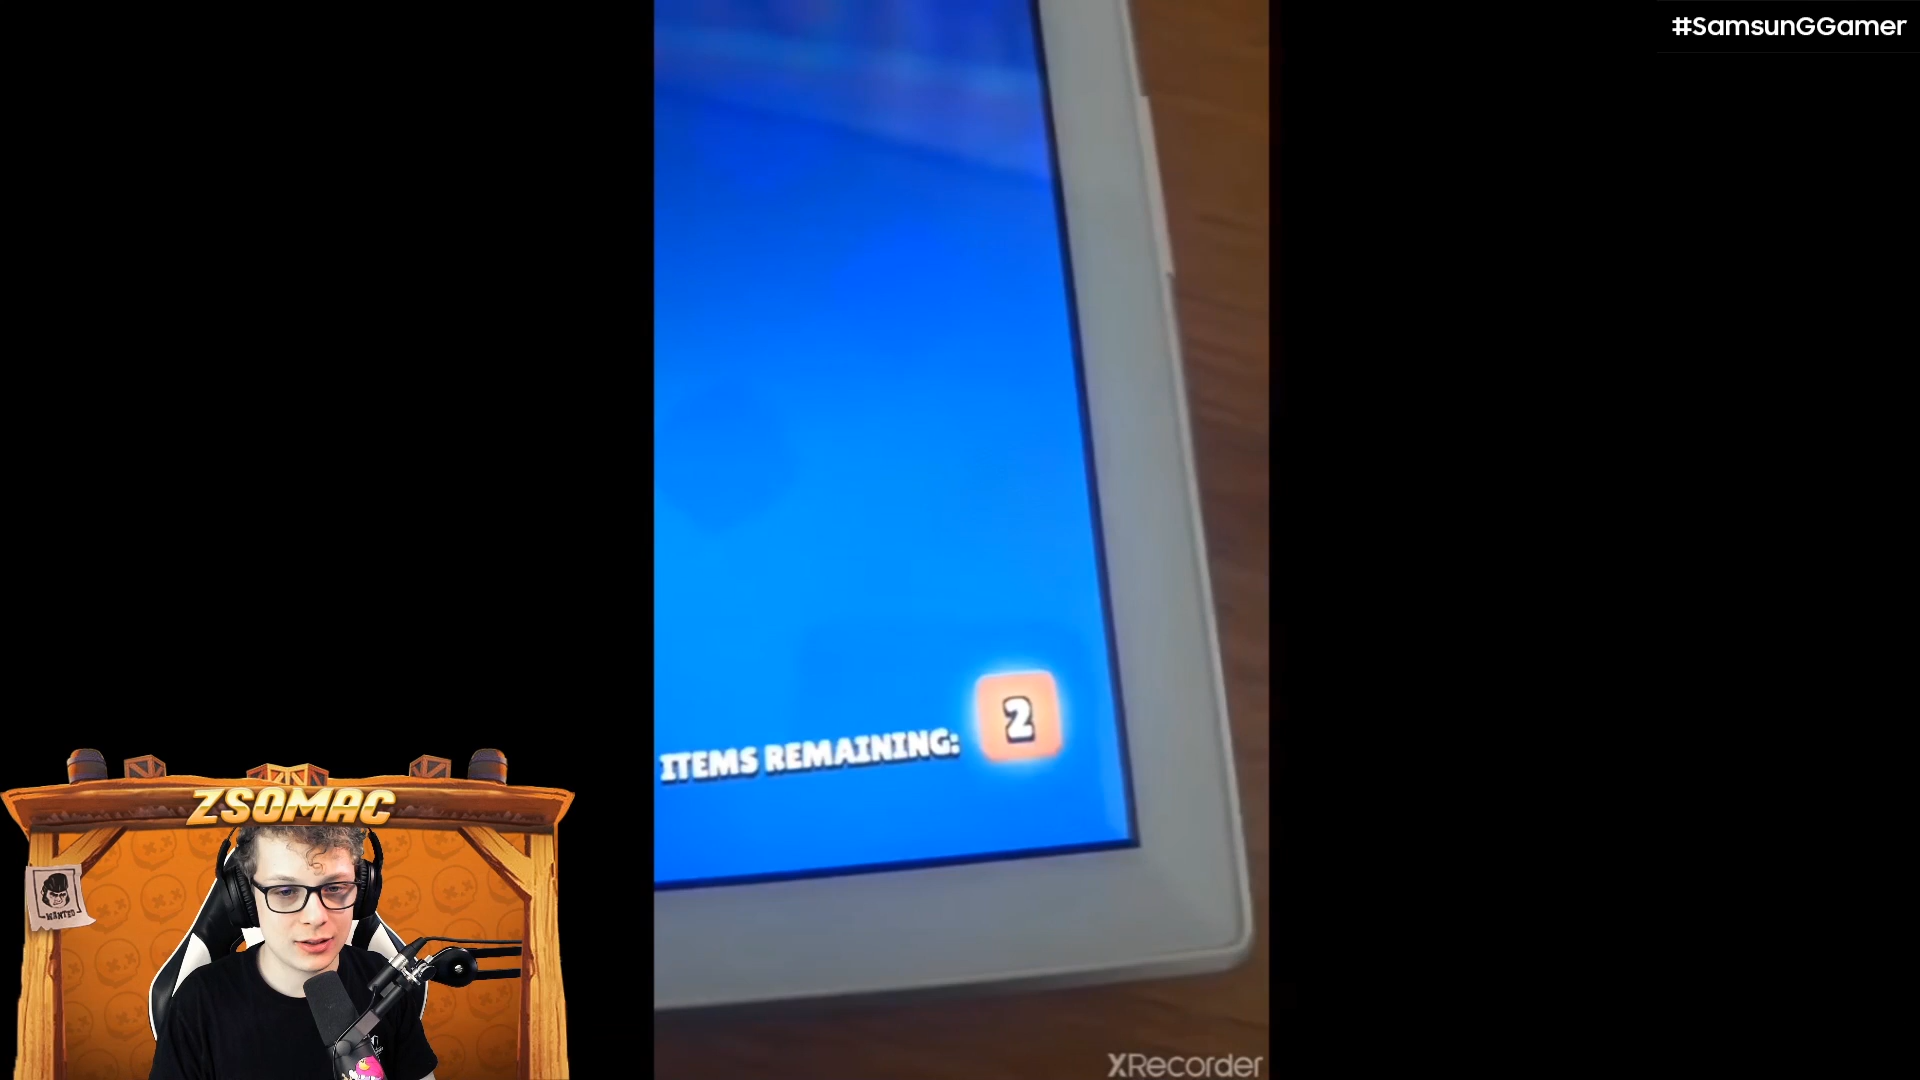 #SamsunGGamer
ITEMS REMAINING: 2
ZSOMAC
WANTED
XRecorder